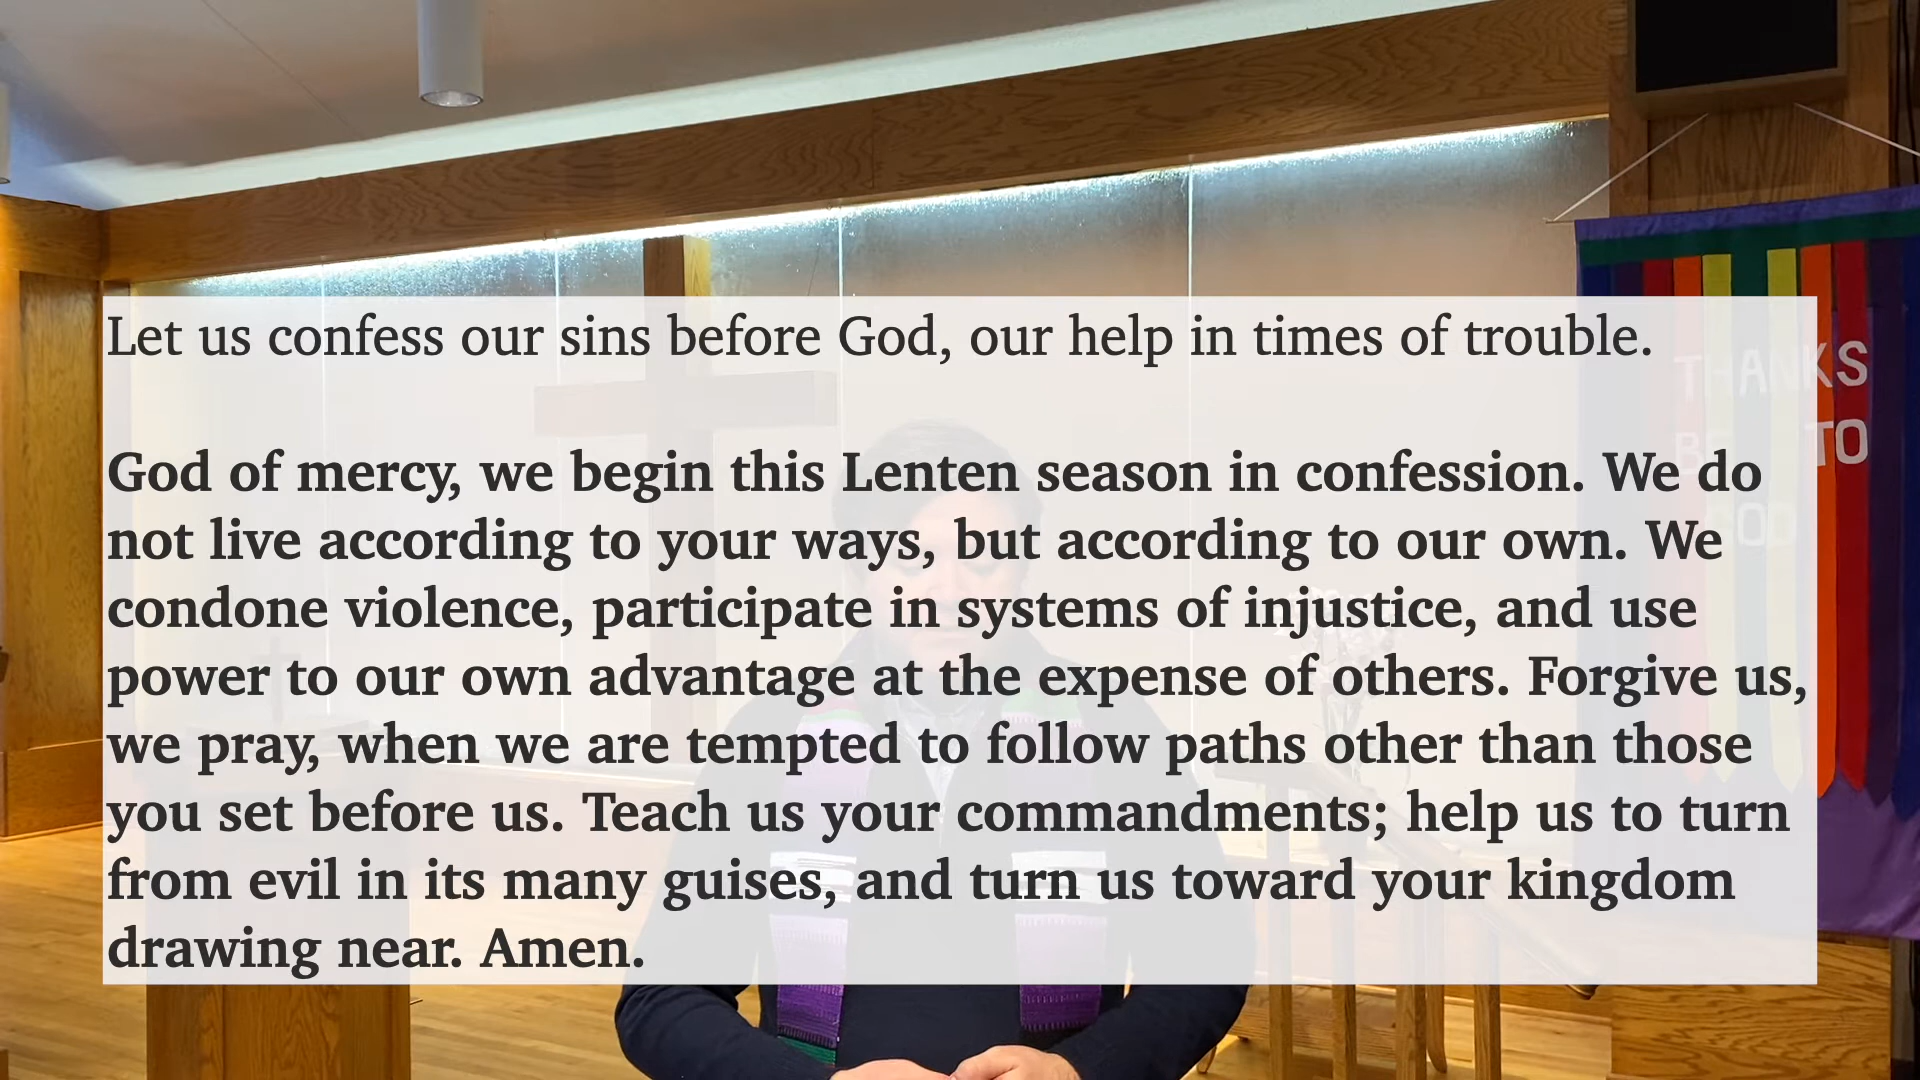 Let us confess our sins before God, our help in times of trouble.
God of mercy, we begin this Lenten season in confession. We do
not live according to your ways, but according to our own. We
condone violence, participate in systems of injustice, and use
power to our own advantage at the expense of others. Forgive us,
we pray, when we are tempted to follow paths other than those
you set before us. Teach us your commandments; help us to turn
from evil in its many guises, and turn us toward your kingdom
drawing near. Amen.
THANKS
BE TO
GOD